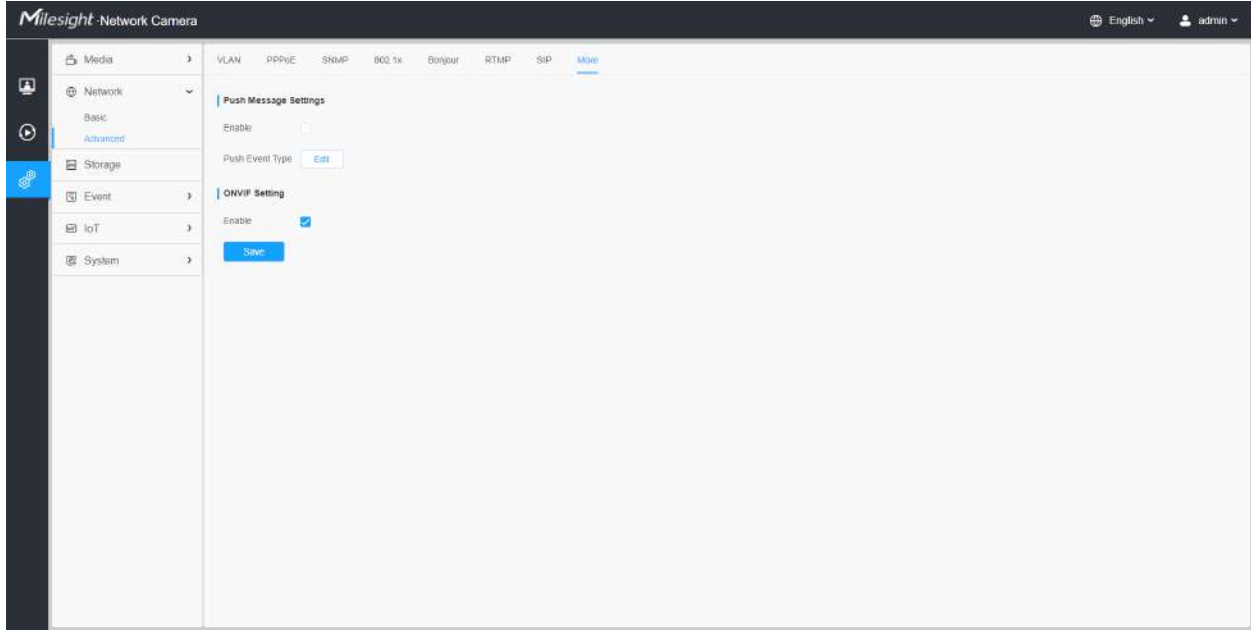 Milesight-Network Camera
English
admin
Media
VLAN PPPoE SNMP 802.1x Bonjour RTMP SIP More
Network
Push Message Settings
Basic
Enable
Advanced
Push Event Type Edit
Storage
Event
ONVIF Setting
IoT
Enable
Save
System